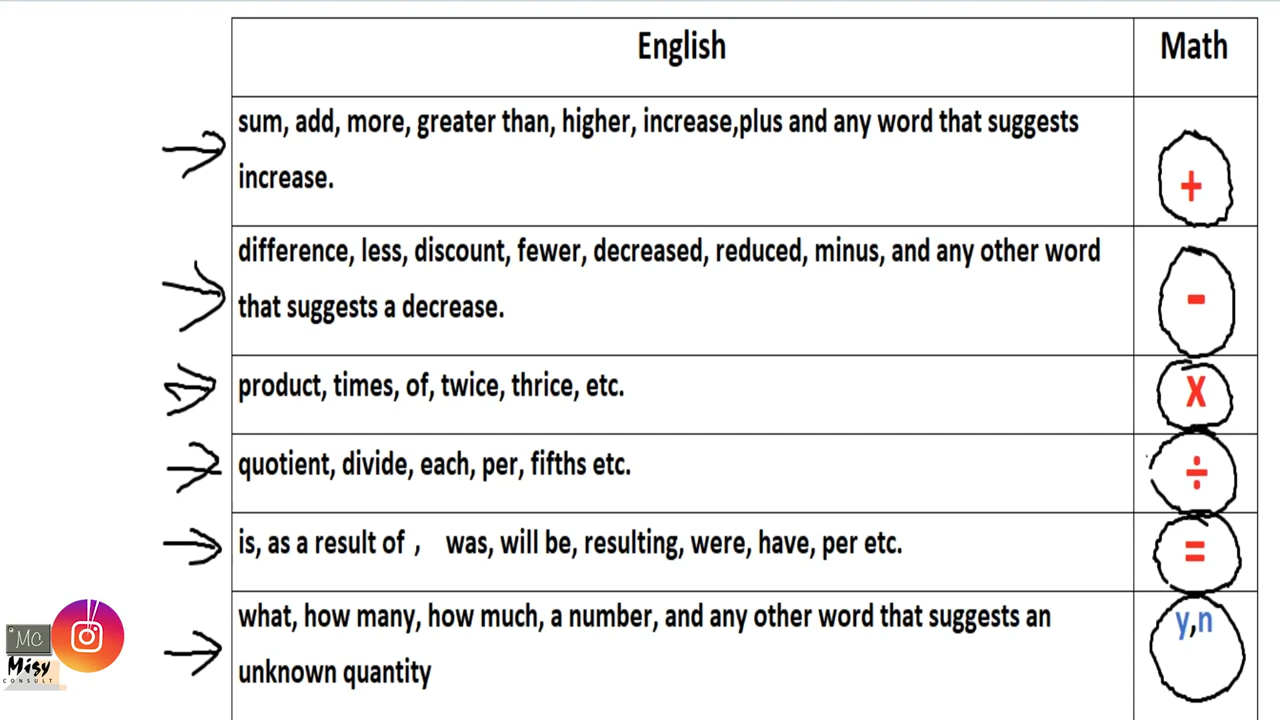 English
Math
sum, add, more, greater than, higher, increase,plus and any word that suggests
increase.
+
difference, less, discount, fewer, decreased, reduced, minus, and any other word
that suggests a decrease.
-
product, times, of, twice, thrice, etc.
X
quotient, divide, each, per, fifths etc.
÷
is, as a result of , was, will be, resulting, were, have, per etc.
=
what, how many, how much, a number, and any other word that suggests an
unknown quantity
y,n
MC
Misy
CONSULT